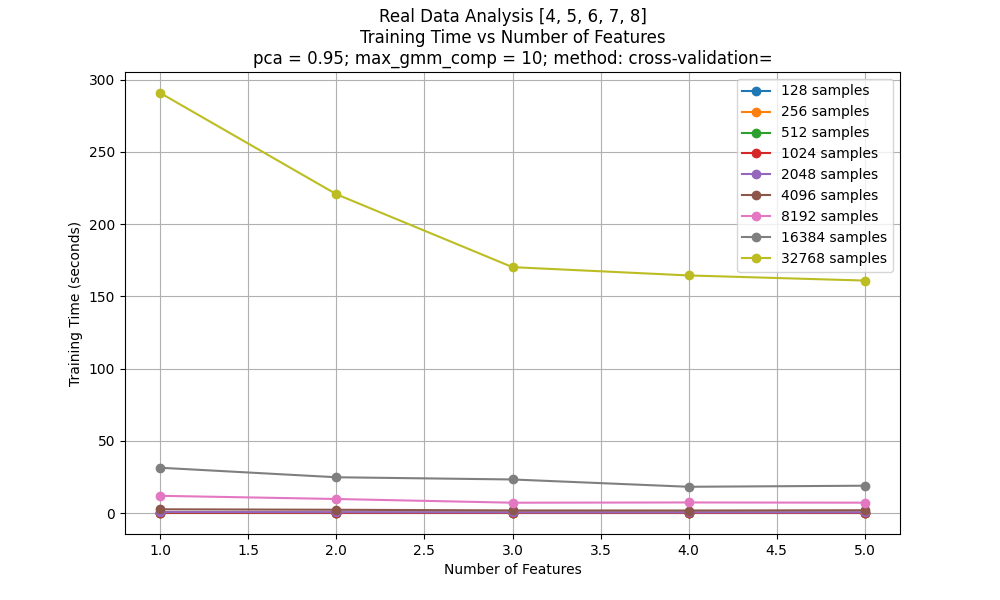 Real Data Analysis [4, 5, 6, 7, 8]
Training Time vs Number of Features
pca = 0.95; max_gmm_comp = 10; method: cross-validation=
300
250
200
150
100
50
0
Training Time (seconds)
128 samples
256 samples
512 samples
1024 samples
2048 samples
4096 samples
8192 samples
16384 samples
32768 samples
1.0 1.5 2.0 2.5 3.0 3.5 4.0 4.5 5.0
Number of Features